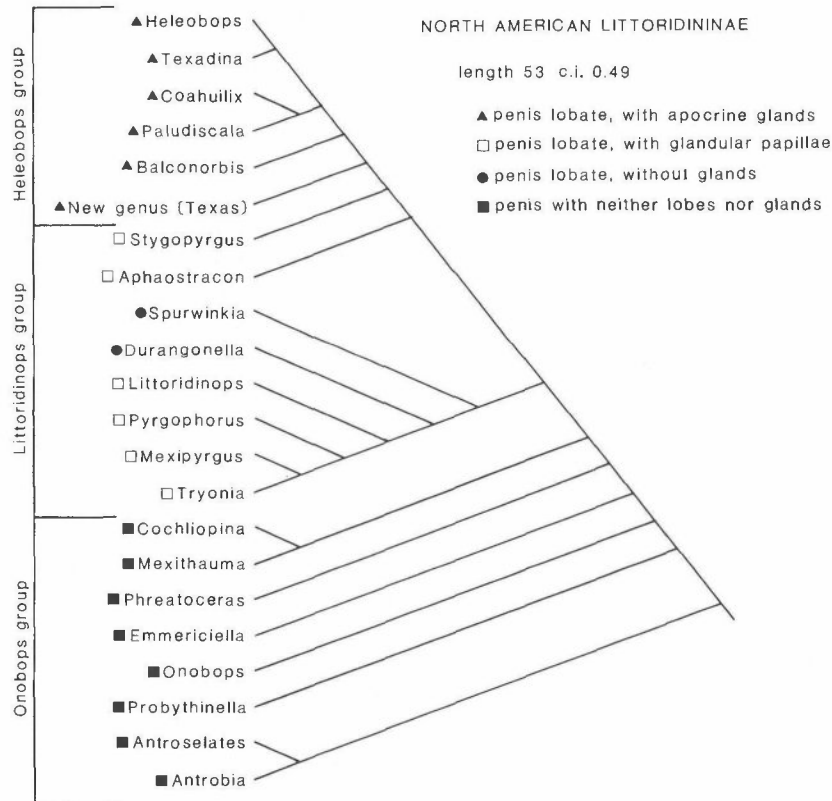 NORTH AMERICAN LITTORIDININAE
length 53 c.i. 0.49
▲ penis lobate, with apocrine glands
□ penis lobate, with glandular papillae
● penis lobate, without glands
■ penis with neither lobes nor glands
Heleobops group
▲Heleobops
▲Texadina
▲Coahuilix
▲Paludiscala
▲Balconorbis
▲New genus (Texas)
Littoridinops group
□Stygopyrgus
□Aphaostracon
●Spurwinkia
●Durangonella
□Littoridinops
□Pyrgophorus
□Mexipyrgus
□Tryonia
Onobops group
■Cochliopina
■Mexithauma
■Phreatoceras
■Emmericiella
■Onobops
■Probythinella
■Antroselates
■Antrobia